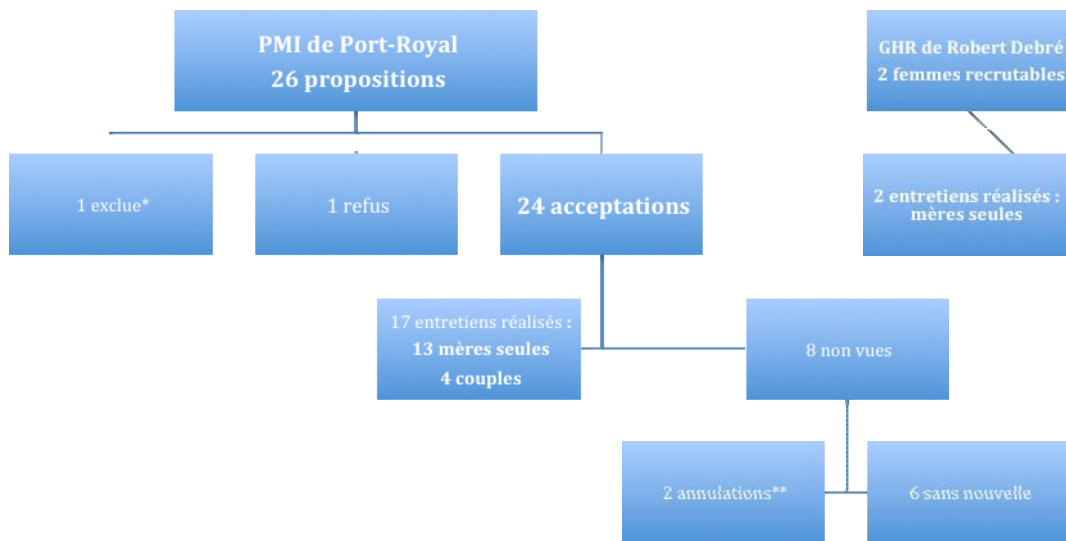 PMI de Port-Royal
26 propositions
GHR de Robert Debré
2 femmes recrutables
1 exclue*
1 refus
24 acceptations
2 entretiens réalisés :
mères seules
17 entretiens réalisés :
13 mères seules
4 couples
8 non vues
2 annulations**
6 sans nouvelle